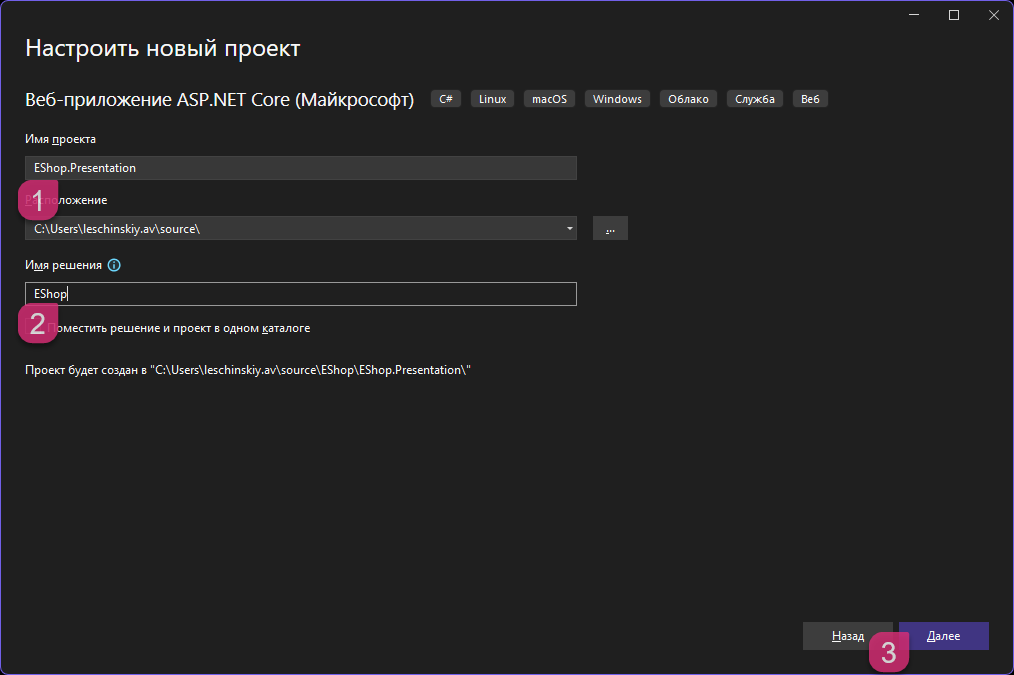 Настроить новый проект
Веб-приложение ASP.NET Core (Майкрософт) C# Linux macOS Windows Облако Служба Веб
Имя проекта
EShop.Presentation
1
Расположение
C:\Users\leschinskiy.av\source\ ...
Имя решения
EShop
2
Поместить решение и проект в одном каталоге
Проект будет создан в "C:\Users\leschinskiy.av\source\EShop\EShop.Presentation\"
Назад Далее
3